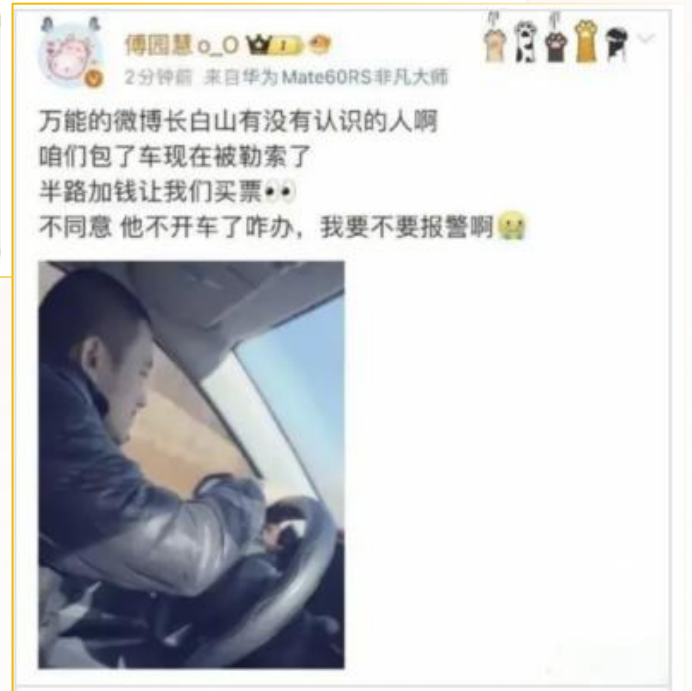 傅园慧o_O 1
2分钟前 来自华为Mate60RS非凡大师
万能的微博长白山有没有认识的人啊
咱们包了车现在被勒索了
半路加钱让我们买票👀
不同意 他不开车了咋办，我要不要报警啊😭